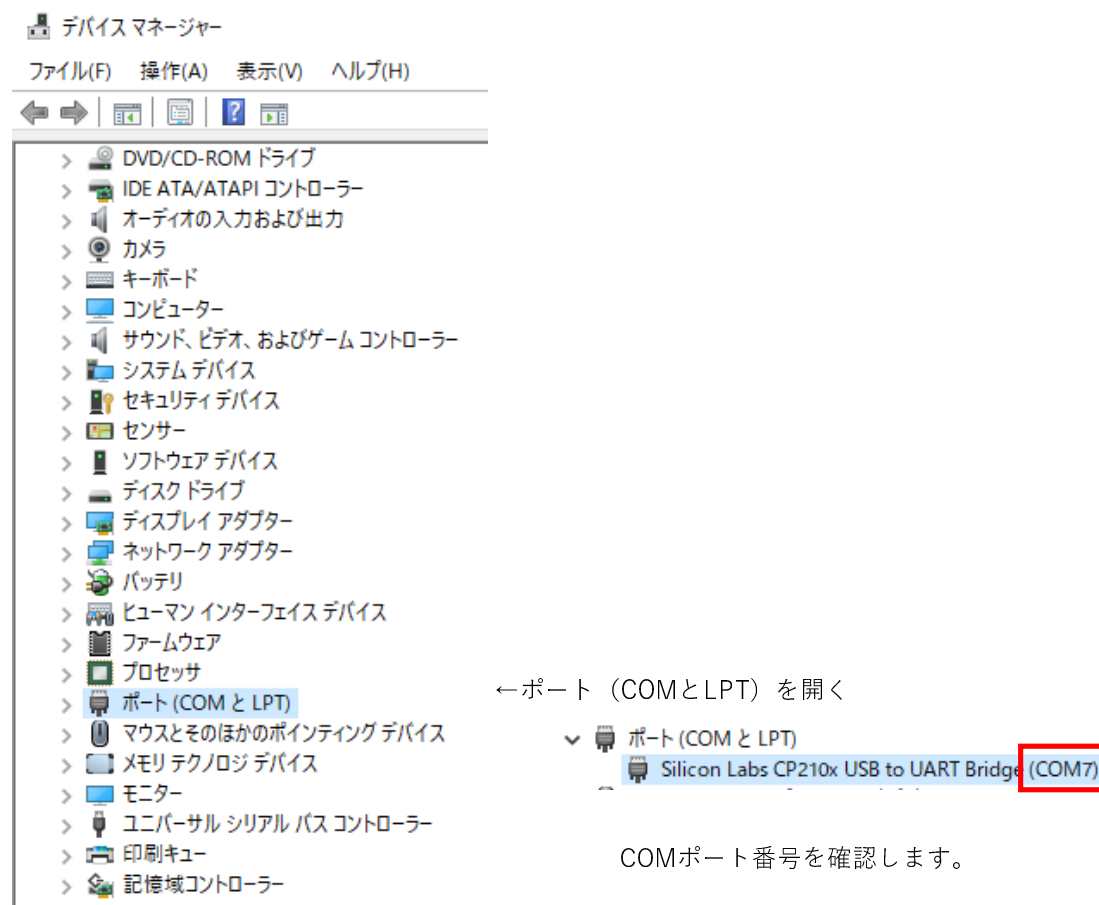 デバイス マネージャー
ファイル(F) 操作(A) 表示(V) ヘルプ(H)
DVD/CD-ROM ドライブ
IDE ATA/ATAPI コントローラー
オーディオの入力および出力
カメラ
キーボード
コンピューター
サウンド、ビデオ、およびゲーム コントローラー
システム デバイス
セキュリティ デバイス
センサー
ソフトウェア デバイス
ディスク ドライブ
ディスプレイ アダプター
ネットワーク アダプター
バッテリ
ヒューマン インターフェイス デバイス
ファームウェア
プロセッサ
ポート (COM と LPT)
マウスとそのほかのポインティング デバイス
メモリ テクノロジ デバイス
モニター
ユニバーサル シリアル バス コントローラー
印刷キュー
記憶域コントローラー
←ポート（COMとLPT）を開く
ポート (COM と LPT)
Silicon Labs CP210x USB to UART Bridge (COM7)
COMポート番号を確認します。